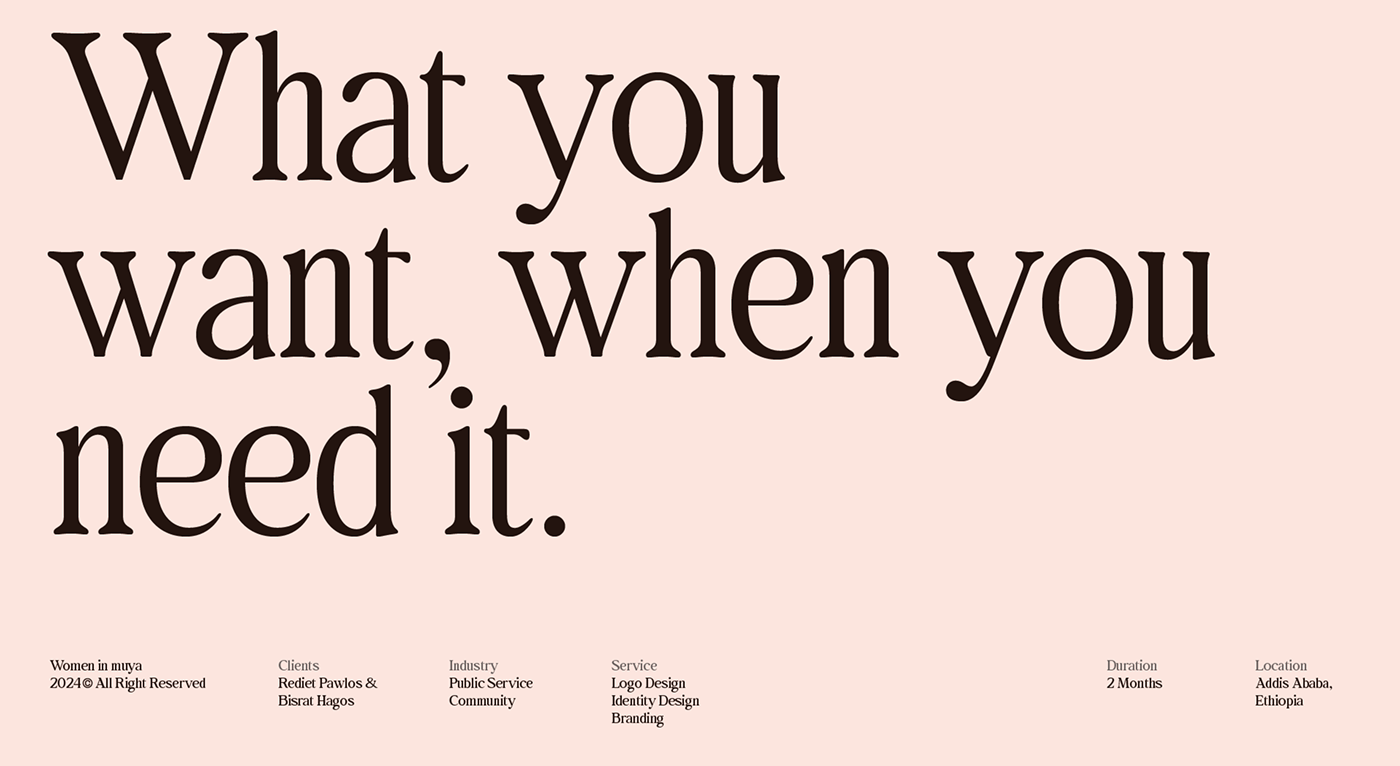 What you
want, when you
need it.
Women in muya
2024© All Right Reserved
Clients
Rediet Pawlos &
Bisrat Hagos
Industry
Public Service
Community
Service
Logo Design
Identity Design
Branding
Duration
2 Months
Location
Addis Ababa,
Ethiopia